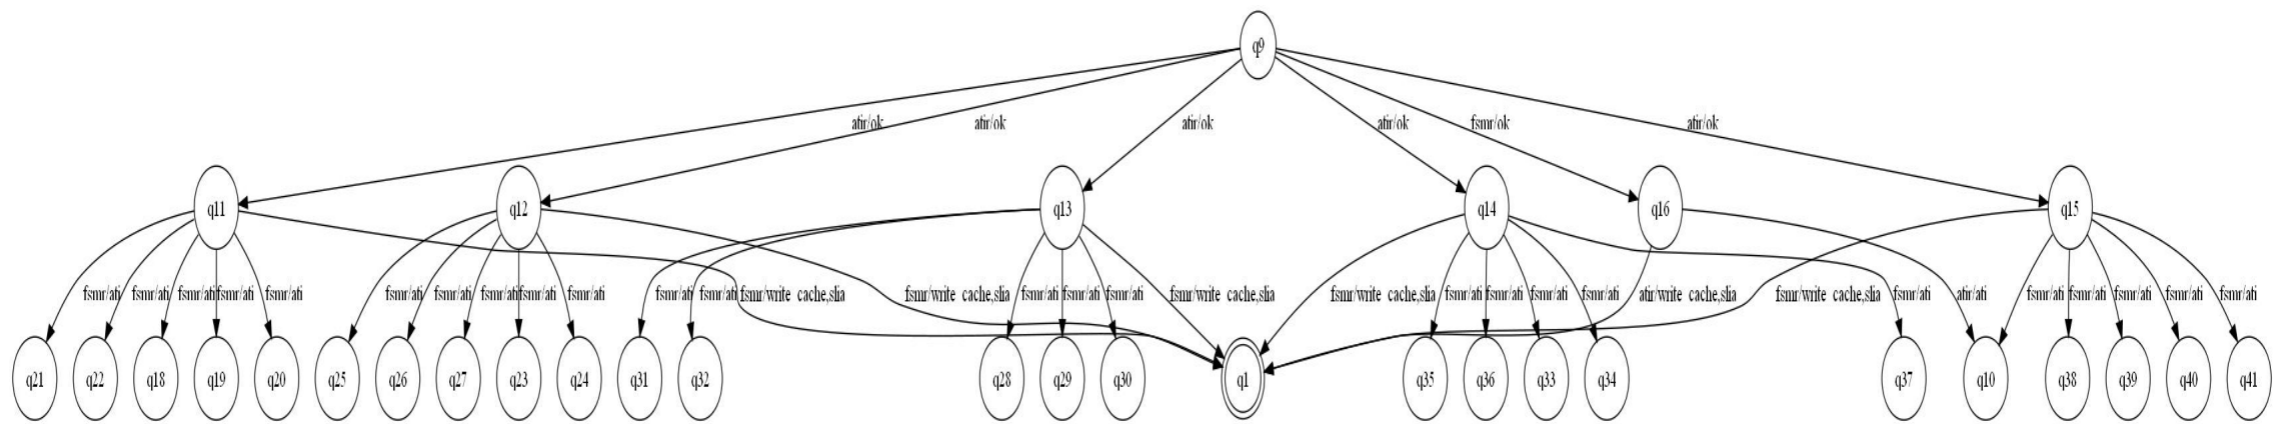 q9
atir/ok atir/ok atir/ok atir/ok fsmr/ok atir/ok
q11 q12 q13 q14 q16 q15
fsmr/ati fsmr/ati fsmr/ati fsmr/ati fsmr/ati fsmr/ati fsmr/ati fsmr/ati fsmr/ati fsmr/ati fsmr/ati fsmr/ati fsmr/write cache,slia fsmr/write cache,slia fsmr/ati fsmr/ati fsmr/ati fsmr/write cache,slia fsmr/write cache,slia fsmr/ati fsmr/ati fsmr/ati fsmr/ati atir/write cache,slia fsmr/write cache,slia fsmr/ati atir/ati fsmr/ati fsmr/ati fsmr/ati fsmr/ati fsmr/ati
q21 q22 q18 q19 q20 q25 q26 q27 q23 q24 q31 q32 q28 q29 q30 q1 q35 q36 q33 q34 q37 q10 q38 q39 q40 q41